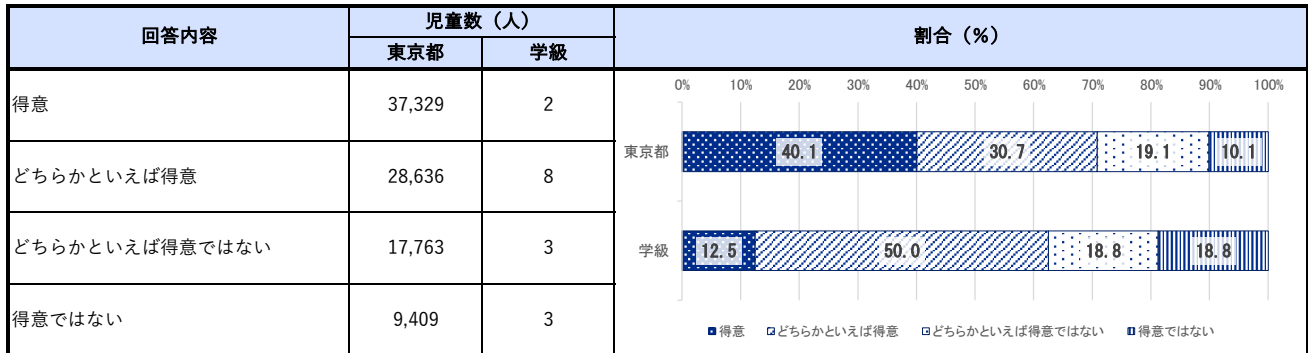 回答内容 児童数（人） 割合（％）
東京都 学級
得意 37,329 2
どちらかといえば得意 28,636 8
どちらかといえば得意ではない 17,763 3
得意ではない 9,409 3
0% 10% 20% 30% 40% 50% 60% 70% 80% 90% 100%
東京都 40.1 30.7 19.1 10.1
学級 12.5 50.0 18.8 18.8
得意 どちらかといえば得意 どちらかといえば得意ではない 得意ではない